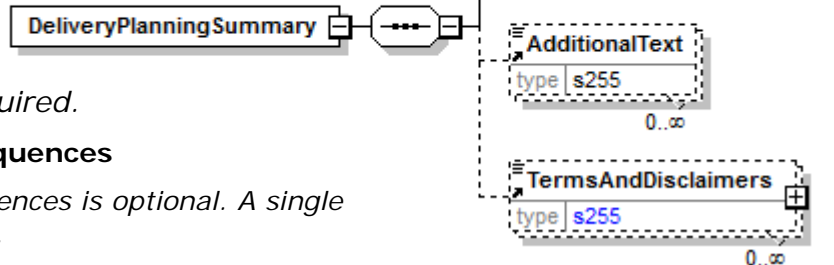 DeliveryPlanningSummary
AdditionalText
type s255
0..∞
uired.
quences
ences is optional. A single
TermsAndDisclaimers
type s255
0..∞